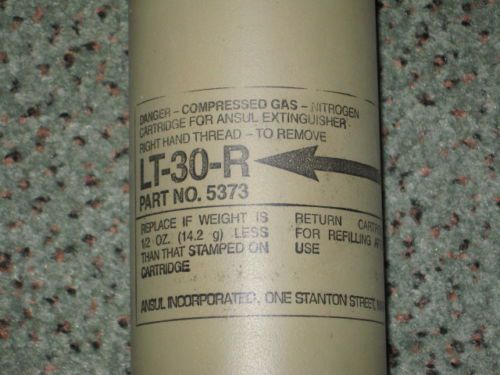 DANGER - COMPRESSED GAS - NITROGEN
CARTRIDGE FOR ANSUL EXTINGUISHER
RIGHT HAND THREAD - TO REMOVE
LT-30-R
PART NO. 5373
REPLACE IF WEIGHT IS
1/2 OZ. (14.2 g) LESS
THAN THAT STAMPED ON
CARTRIDGE
RETURN
FOR REFILLING
USE
ANSUL INCORPORATED, ONE STANTON STREET,